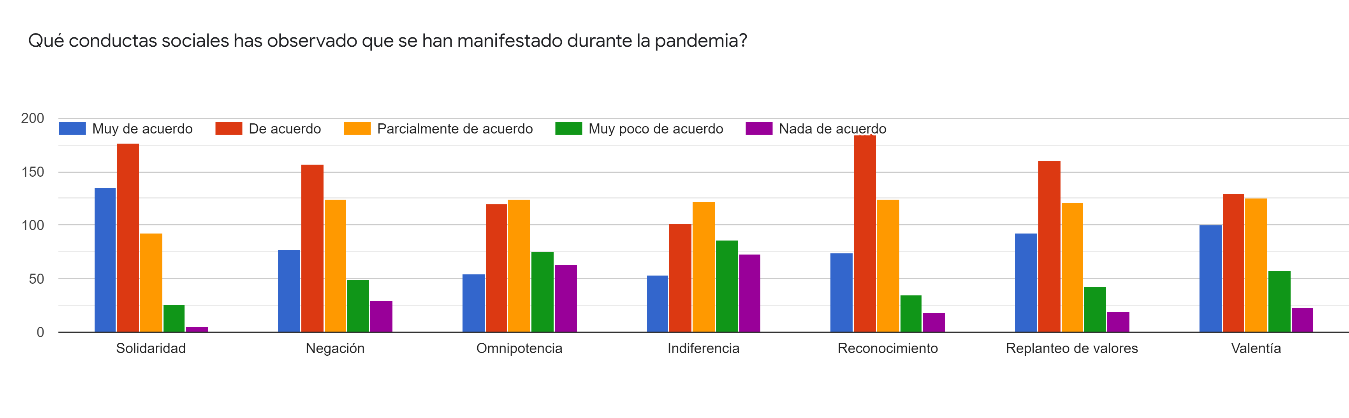 Qué conductas sociales has observado que se han manifestado durante la pandemia?
200
Muy de acuerdo De acuerdo Parcialmente de acuerdo Muy poco de acuerdo Nada de acuerdo
150
100
50
0
Solidaridad Negación Omnipotencia Indiferencia Reconocimiento Replanteo de valores Valentía